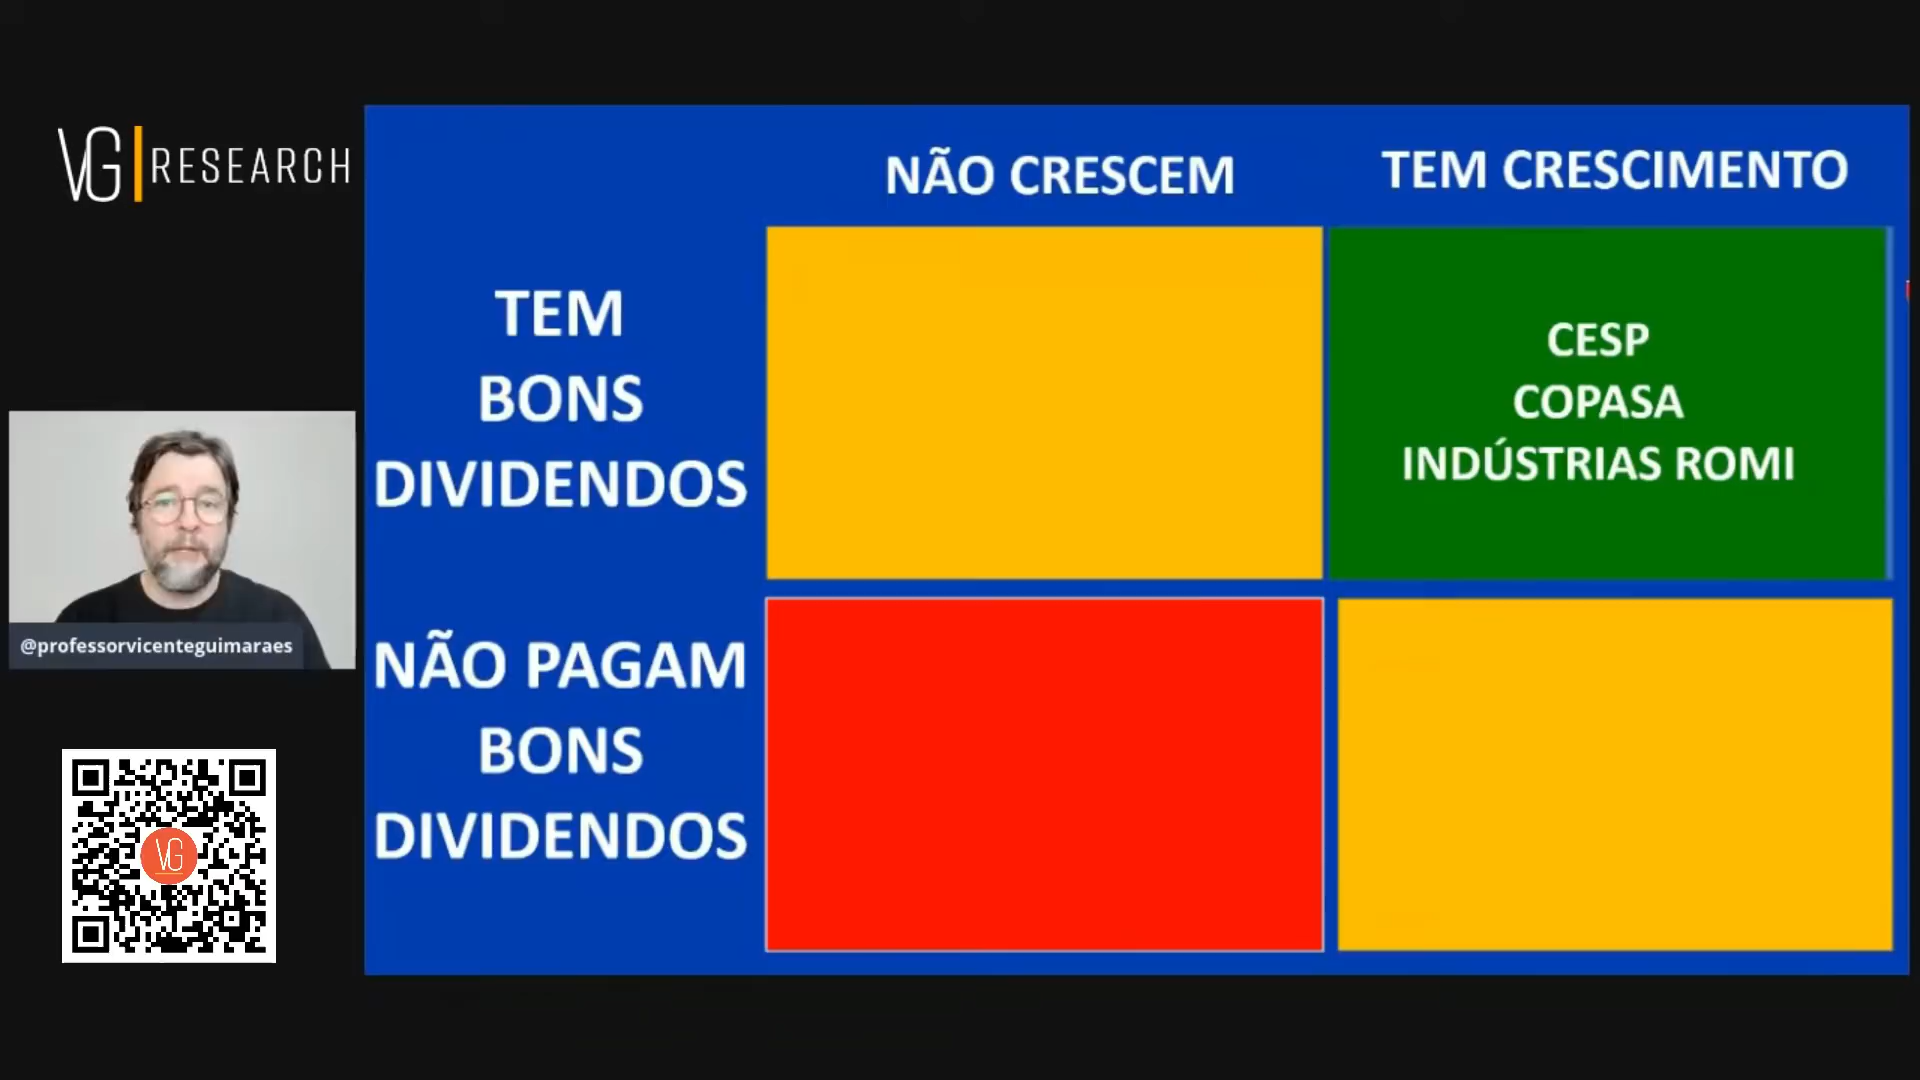 VG RESEARCH
NÃO CRESCEM
TEM CRESCIMENTO
TEM
BONS
DIVIDENDOS
CESP
COPASA
INDÚSTRIAS ROMI
NÃO PAGAM
BONS
DIVIDENDOS
@professorvicenteguimaraes
VG